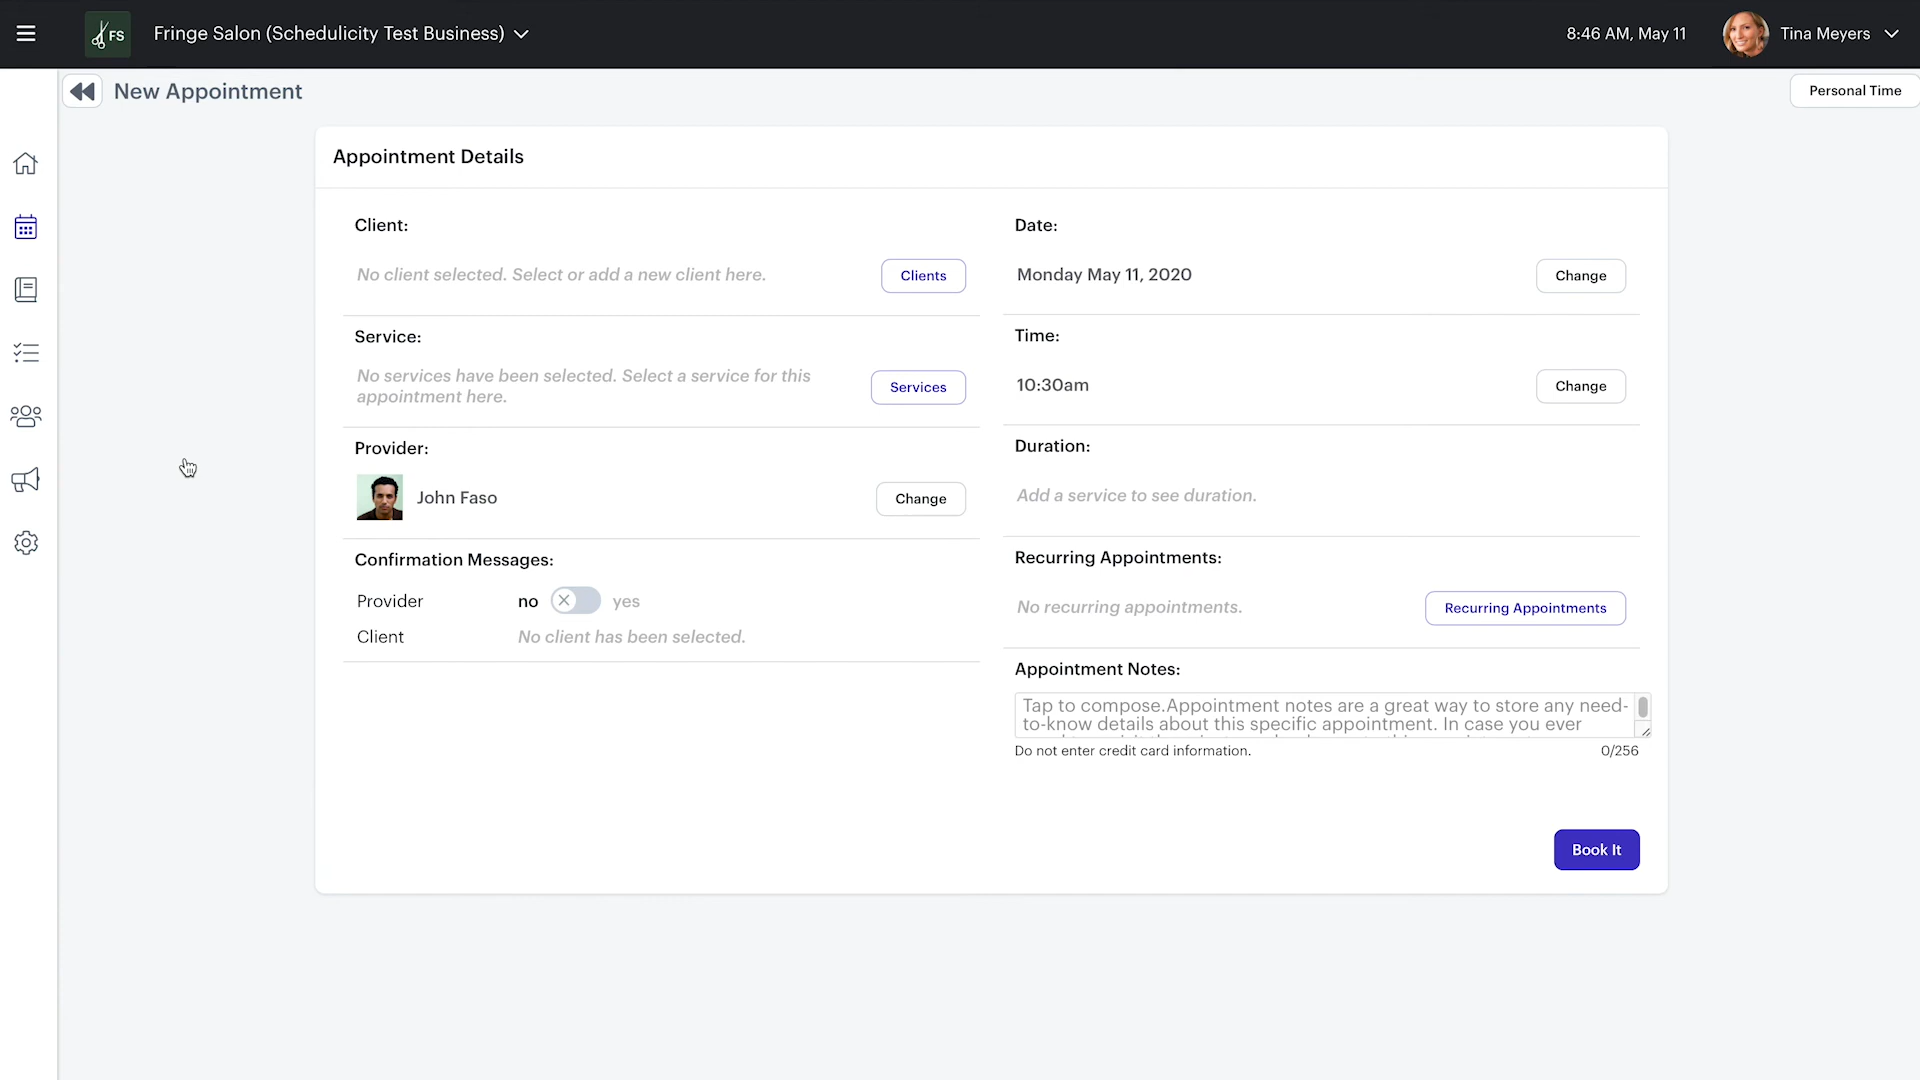 FS
Fringe Salon (Schedulicity Test Business)
8:46 AM, May 11
Tina Meyers
New Appointment
Personal Time
Appointment Details
Client:
No client selected. Select or add a new client here.
Clients
Service:
No services have been selected. Select a service for this
appointment here.
Services
Provider:
John Faso
Change
Confirmation Messages:
Provider
no
yes
Client
No client has been selected.
Date:
Monday May 11, 2020
Change
Time:
10:30am
Change
Duration:
Add a service to see duration.
Recurring Appointments:
No recurring appointments.
Recurring Appointments
Appointment Notes:
Tap to compose.Appointment notes are a great way to store any need-
to-know details about this specific appointment. In case you ever
Do not enter credit card information.
0/256
Book It